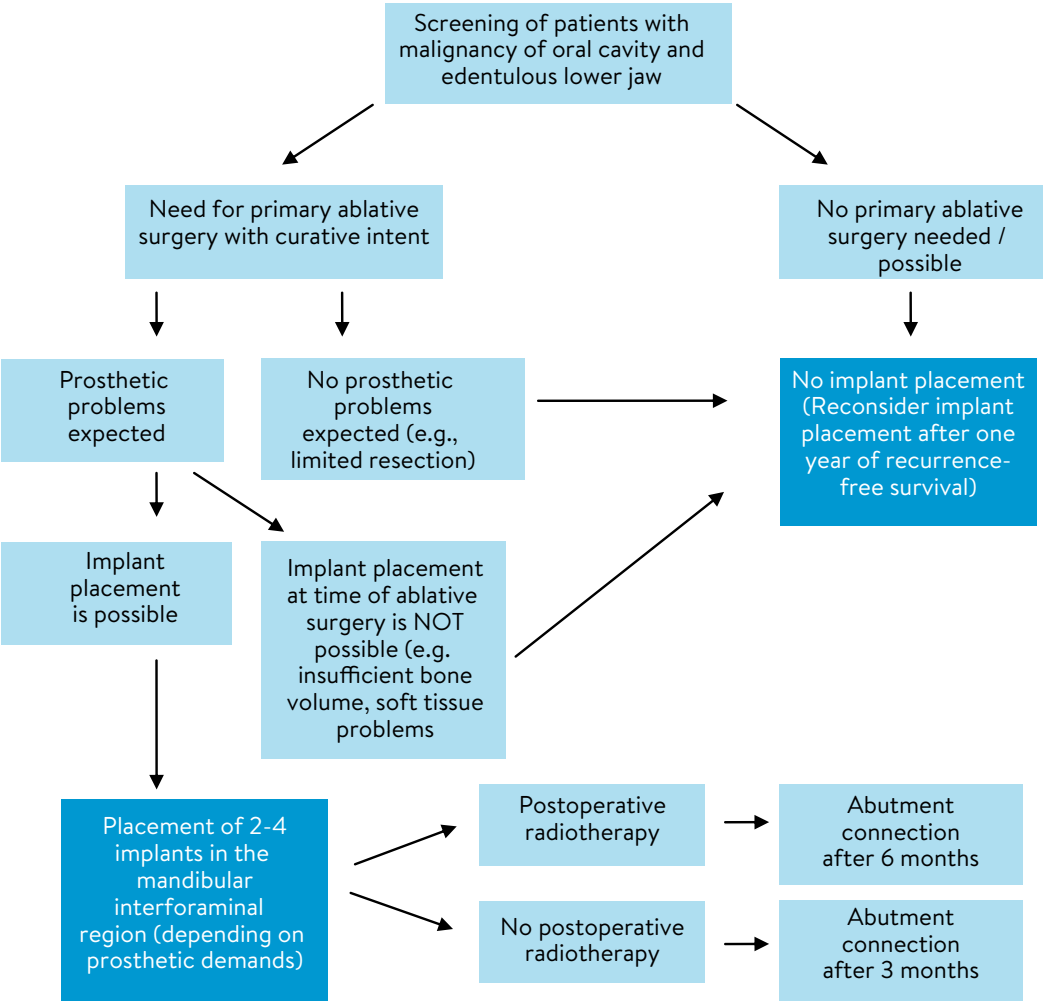 Screening of patients with
malignancy of oral cavity and
edentulous lower jaw
Need for primary ablative
surgery with curative intent
No primary ablative
surgery needed /
possible
Prosthetic
problems
expected
No prosthetic
problems
expected (e.g.,
limited resection)
No implant placement
(Reconsider implant
placement after one
year of recurrence-
free survival)
Implant
placement
is possible
Implant placement
at time of ablative
surgery is NOT
possible (e.g.
insufficient bone
volume, soft tissue
problems
Placement of 2-4
implants in the
mandibular
interforaminal
region (depending on
prosthetic demands)
Postoperative
radiotherapy
Abutment
connection
after 6 months
No postoperative
radiotherapy
Abutment
connection
after 3 months